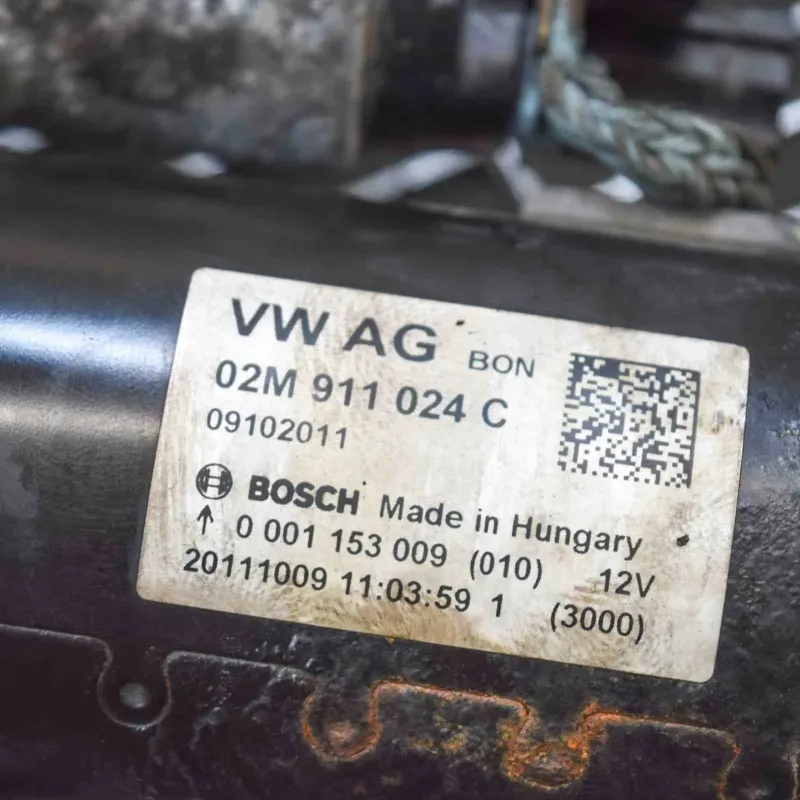 VW AG BON
02M 911 024 C
09102011
BOSCH Made in Hungary
↑ 0 001 153 009 (010) 12V
20111009 11:03:59 1 (3000)